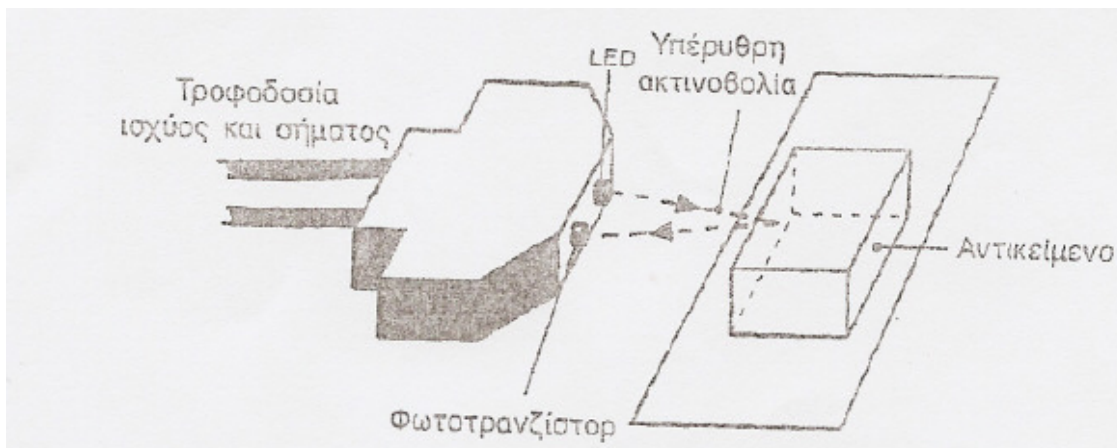 LED
Υπέρυθρη
ακτινοβολία
Τροφοδοσία
ισχύος και σήματος
Αντικείμενο
Φωτοτρανζίστορ